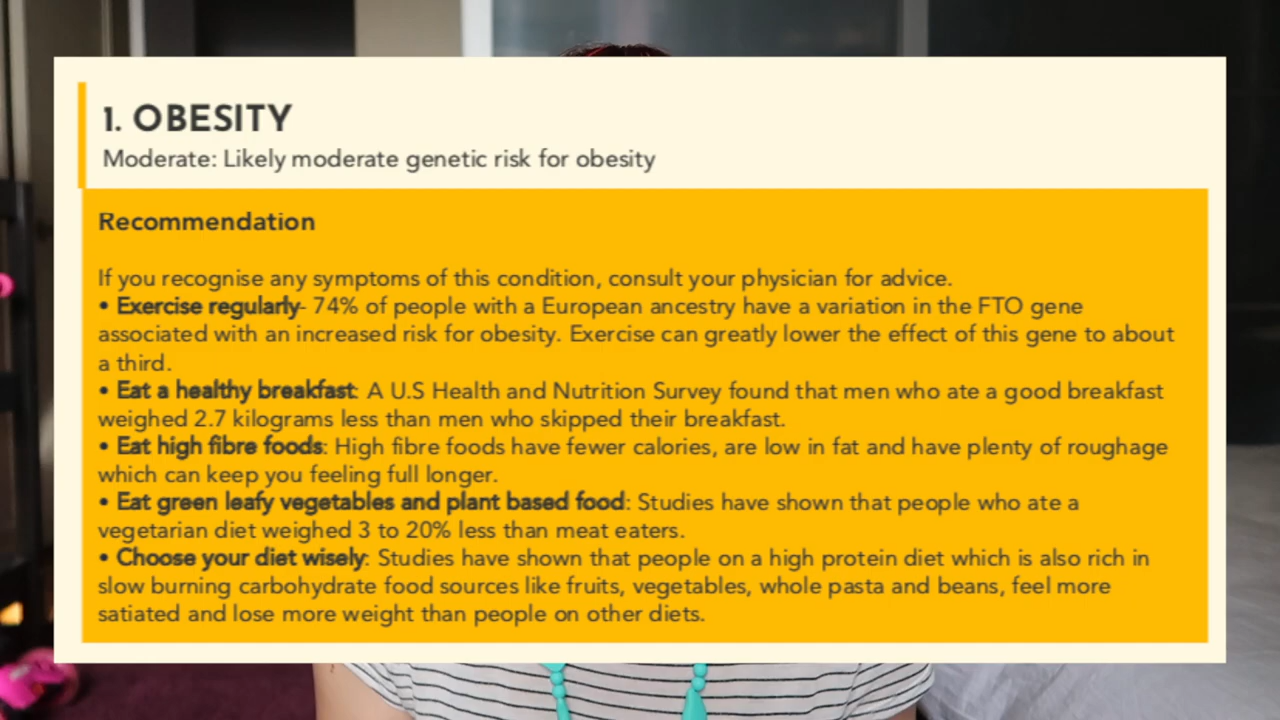 1. OBESITY
Moderate: Likely moderate genetic risk for obesity
Recommendation
If you recognise any symptoms of this condition, consult your physician for advice.
• Exercise regularly- 74% of people with a European ancestry have a variation in the FTO gene
associated with an increased risk for obesity. Exercise can greatly lower the effect of this gene to about
a third.
• Eat a healthy breakfast: A U.S Health and Nutrition Survey found that men who ate a good breakfast
weighed 2.7 kilograms less than men who skipped their breakfast.
• Eat high fibre foods: High fibre foods have fewer calories, are low in fat and have plenty of roughage
which can keep you feeling full longer.
• Eat green leafy vegetables and plant based food: Studies have shown that people who ate a
vegetarian diet weighed 3 to 20% less than meat eaters.
• Choose your diet wisely: Studies have shown that people on a high protein diet which is also rich in
slow burning carbohydrate food sources like fruits, vegetables, whole pasta and beans, feel more
satiated and lose more weight than people on other diets.